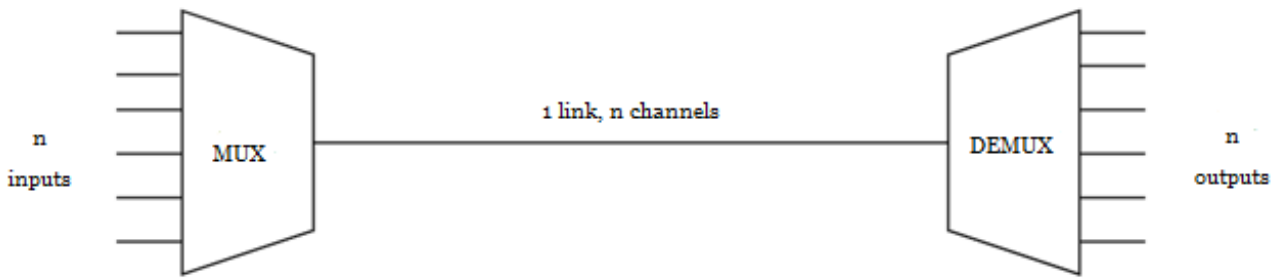 n
inputs
MUX
1 link, n channels
DEMUX
n
outputs